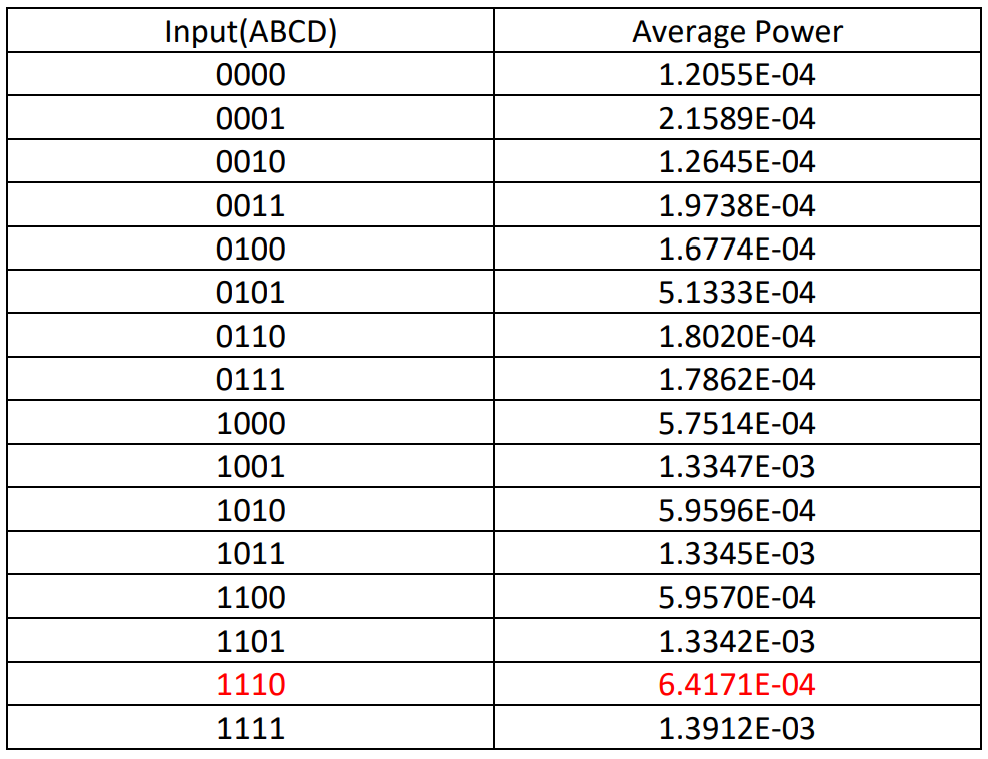 Input(ABCD) Average Power
0000 1.2055E-04
0001 2.1589E-04
0010 1.2645E-04
0011 1.9738E-04
0100 1.6774E-04
0101 5.1333E-04
0110 1.8020E-04
0111 1.7862E-04
1000 5.7514E-04
1001 1.3347E-03
1010 5.9596E-04
1011 1.3345E-03
1100 5.9570E-04
1101 1.3342E-03
1110 6.4171E-04
1111 1.3912E-03